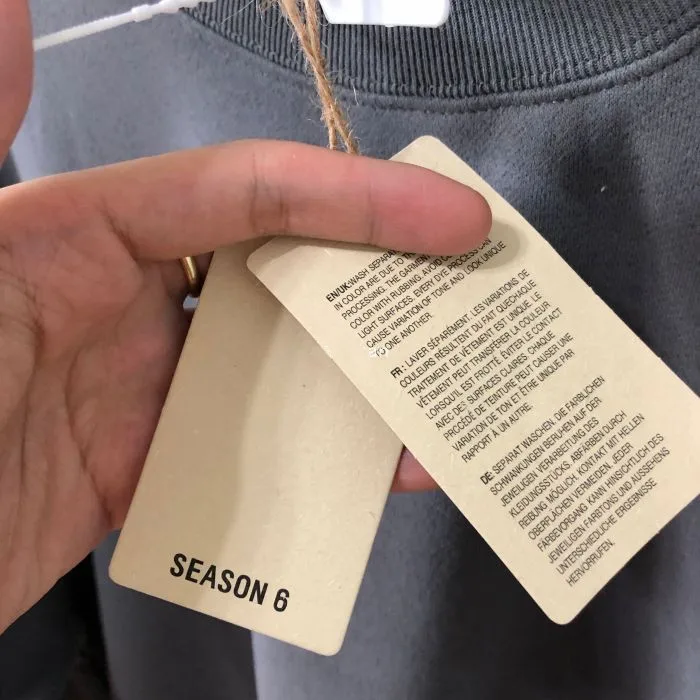 SEASON 6
EN/UK:WASH SEPARA
IN COLOR ARE DUE TO
PROCESSING. THE GARMENT
COLOR WITH RUBBING. AVOID
LIGHT SURFACES. EVERY DYE PROCESS CAN
CAUSE VARIATION OF TONE AND LOOK UNIQUE
TO ONE ANOTHER.
FR: LAVER SÉPARÉMENT. LES VARIATIONS DE
COULEURS RÉSULTENT DU FAIT QUECHAQUE
TRAITEMENT DE VÊTEMENT EST UNIQUE. LE
VÊTEMENT PEUT TRANSFÉRER LA COULEUR
LORSQU'IL EST FROTTÉ. ÉVITER LE CONTACT
AVEC DES SURFACES CLAIRES. CHAQUE
PROCÉDÉ DE TEINTURE PEUT CAUSER UNE
VARIATION DE TON ET ÊTRE UNIQUE PAR
RAPPORT À UN AUTRE.
DE: SEPARAT WASCHEN. DIE FARBLICHEN
SCHWANKUNGEN BERUHEN AUF DER
JEWEILIGEN VERARBEITUNG DES
KLEIDUNGSSTÜCKS. ABFÄRBEN DURCH
REIBUNG MÖGLICH. KONTAKT MIT HELLEN
OBERFLÄCHEN VERMEIDEN. JEDER
FARBEVORGANG KANN HINSICHTLICH DES
JEWEILIGEN FARBTONS UND AUSSEHENS
UNTERSCHIEDLICHE ERGEBNISSE
HERVORRUFEN.